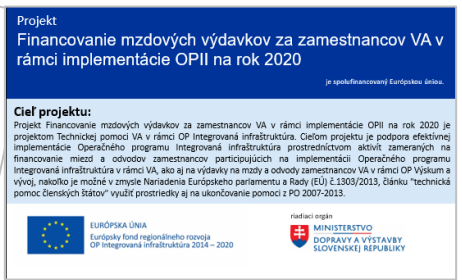 Projekt
Financovanie mzdových výdavkov za zamestnancov VA v
rámci implementácie OPII na rok 2020
je spolufinancovaný Európskou úniou.
Cieľ projektu:
Projekt Financovanie mzdových výdavkov za zamestnancov VA v rámci implementácie OPII na rok 2020 je
projektom Technickej pomoci VA v rámci OP Integrovaná infraštruktúra. Cieľom projektu je podpora efektívnej
implementácie Operačného programu Integrovaná infraštruktúra prostredníctvom aktivít zameraných na
financovanie miezd a odvodov zamestnancov participujúcich na implementácii Operačného programu
Integrovaná infraštruktúra v rámci VA, ako aj na výdavky na mzdy a odvody zamestnancov VA v rámci OP Výskum a
vývoj, nakoľko je možné v zmysle Nariadenia Európskeho parlamentu a Rady (EÚ) č.1303/2013, článku "technická
pomoc členských štátov" využiť prostriedky aj na ukončovanie pomoci z PO 2007-2013.
EURÓPSKA ÚNIA
Európsky fond regionálneho rozvoja
OP Integrovaná infraštruktúra 2014 – 2020
riadiaci orgán
MINISTERSTVO
DOPRAVY A VÝSTAVBY
SLOVENSKEJ REPUBLIKY